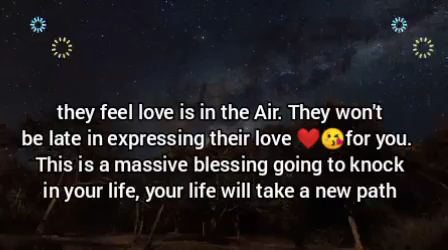 they feel love is in the Air. They won't
be late in expressing their love ❤️😘for you.
This is a massive blessing going to knock
in your life, your life will take a new path